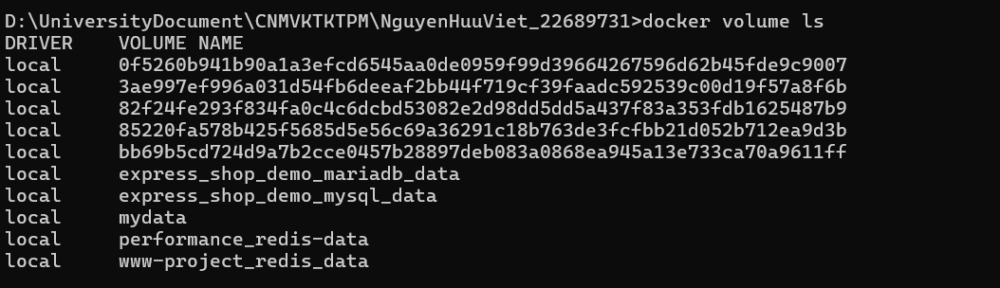 D:\UniversityDocument\CNMVKTKTPM\NguyenHuuViet_22689731>docker volume ls
DRIVER    VOLUME NAME
local     0f5260b941b90a1a3efcd6545aa0de0959f99d39664267596d62b45fde9c9007
local     3ae997ef996a031d54fb6deeaf2bb44f719cf39faadc592539c00d19f57a8f6b
local     82f24fe293f834fa0c4c6dcbd53082e2d98dd5dd5a437f83a353fdb1625487b9
local     85220fa578b425f5685d5e56c69a36291c18b763de3fcfbb21d052b712ea9d3b
local     bb69b5cd724d9a7b2cce0457b28897deb083a0868ea945a13e733ca70a9611ff
local     express_shop_demo_mariadb_data
local     express_shop_demo_mysql_data
local     mydata
local     performance_redis-data
local     www-project_redis_data